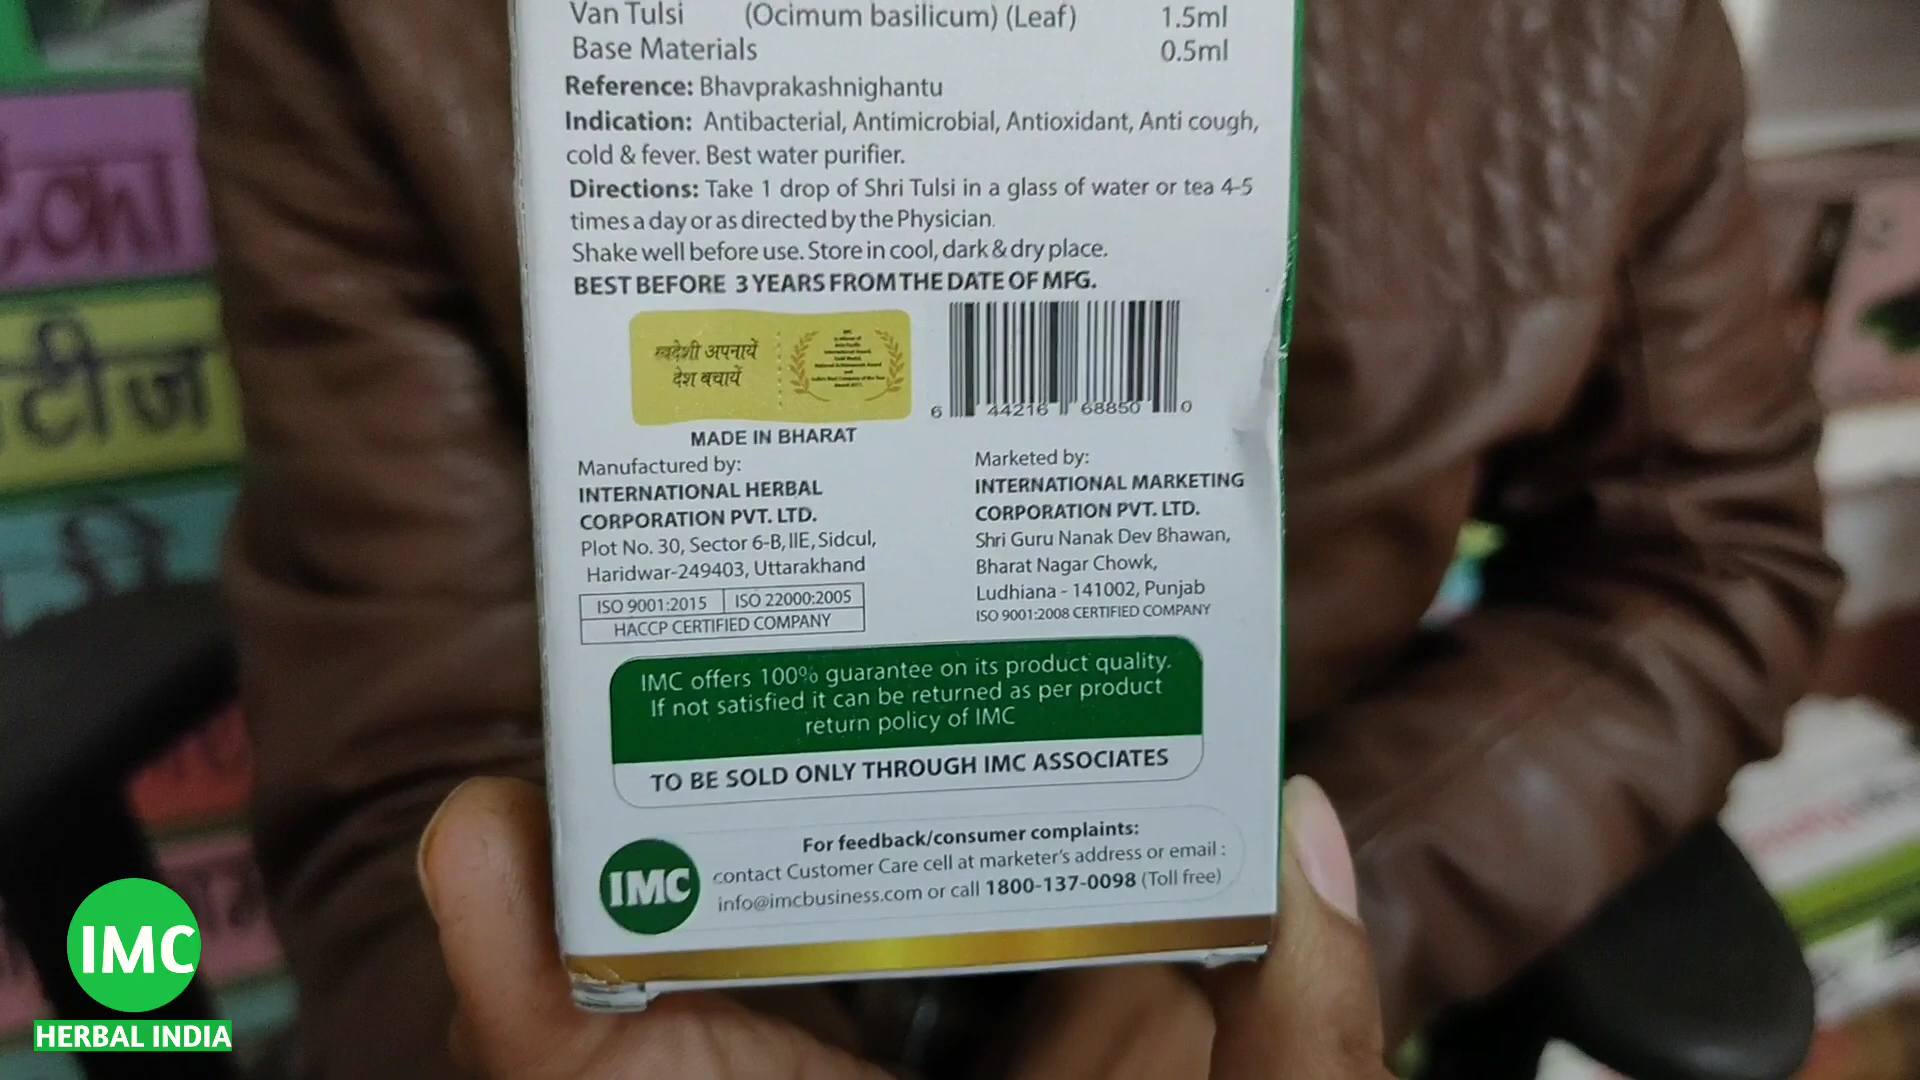 Van Tulsi (Ocimum basilicum) (Leaf) 1.5ml
Base Materials 0.5ml
Reference: Bhavprakashnighantu
Indication: Antibacterial, Antimicrobial, Antioxidant, Anti cough,
cold & fever. Best water purifier.
Directions: Take 1 drop of Shri Tulsi in a glass of water or tea 4-5
times a day or as directed by the Physician.
Shake well before use. Store in cool, dark & dry place.
BEST BEFORE 3 YEARS FROM THE DATE OF MFG.
स्वदेशी अपनायें
देश बचायें
6 44216 68850 0
MADE IN BHARAT
Manufactured by:
INTERNATIONAL HERBAL
CORPORATION PVT. LTD.
Plot No. 30, Sector 6-B, IIE, Sidcul,
Haridwar-249403, Uttarakhand
ISO 9001:2015 ISO 22000:2005
HACCP CERTIFIED COMPANY
Marketed by:
INTERNATIONAL MARKETING
CORPORATION PVT. LTD.
Shri Guru Nanak Dev Bhawan,
Bharat Nagar Chowk,
Ludhiana - 141002, Punjab
ISO 9001:2008 CERTIFIED COMPANY
IMC offers 100% guarantee on its product quality.
If not satisfied it can be returned as per product
return policy of IMC
TO BE SOLD ONLY THROUGH IMC ASSOCIATES
IMC
For feedback/consumer complaints:
contact Customer Care cell at marketer's address or email :
info@imcbusiness.com or call 1800-137-0098 (Toll free)
IMC
HERBAL INDIA